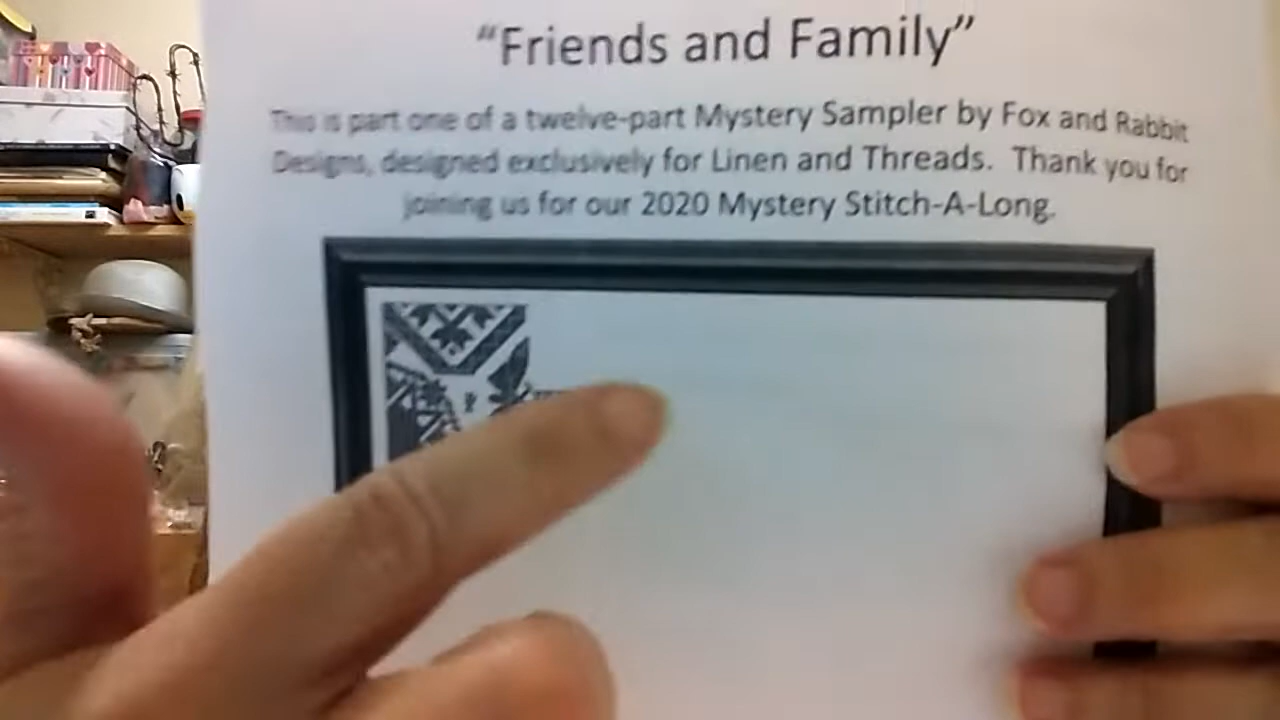 “Friends and Family”
This is part one of a twelve-part Mystery Sampler by Fox and Rabbit
Designs, designed exclusively for Linen and Threads. Thank you for
joining us for our 2020 Mystery Stitch-A-Long.